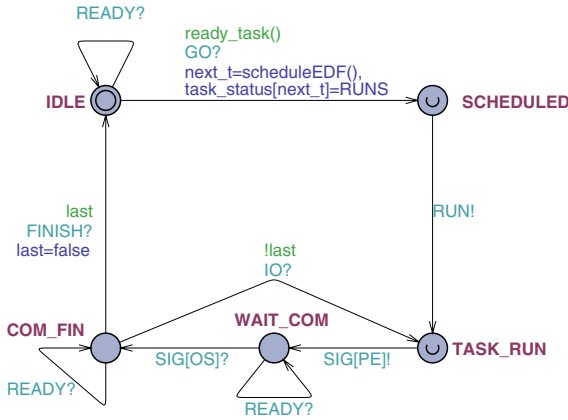 READY?
ready_task()
GO?
next_t=scheduleEDF(),
task_status[next_t]=RUNS
IDLE
SCHEDULED
last
FINISH?
last=false
RUN!
!last
IO?
COM_FIN
WAIT_COM
TASK_RUN
SIG[OS]?
SIG[PE]!
READY?
READY?